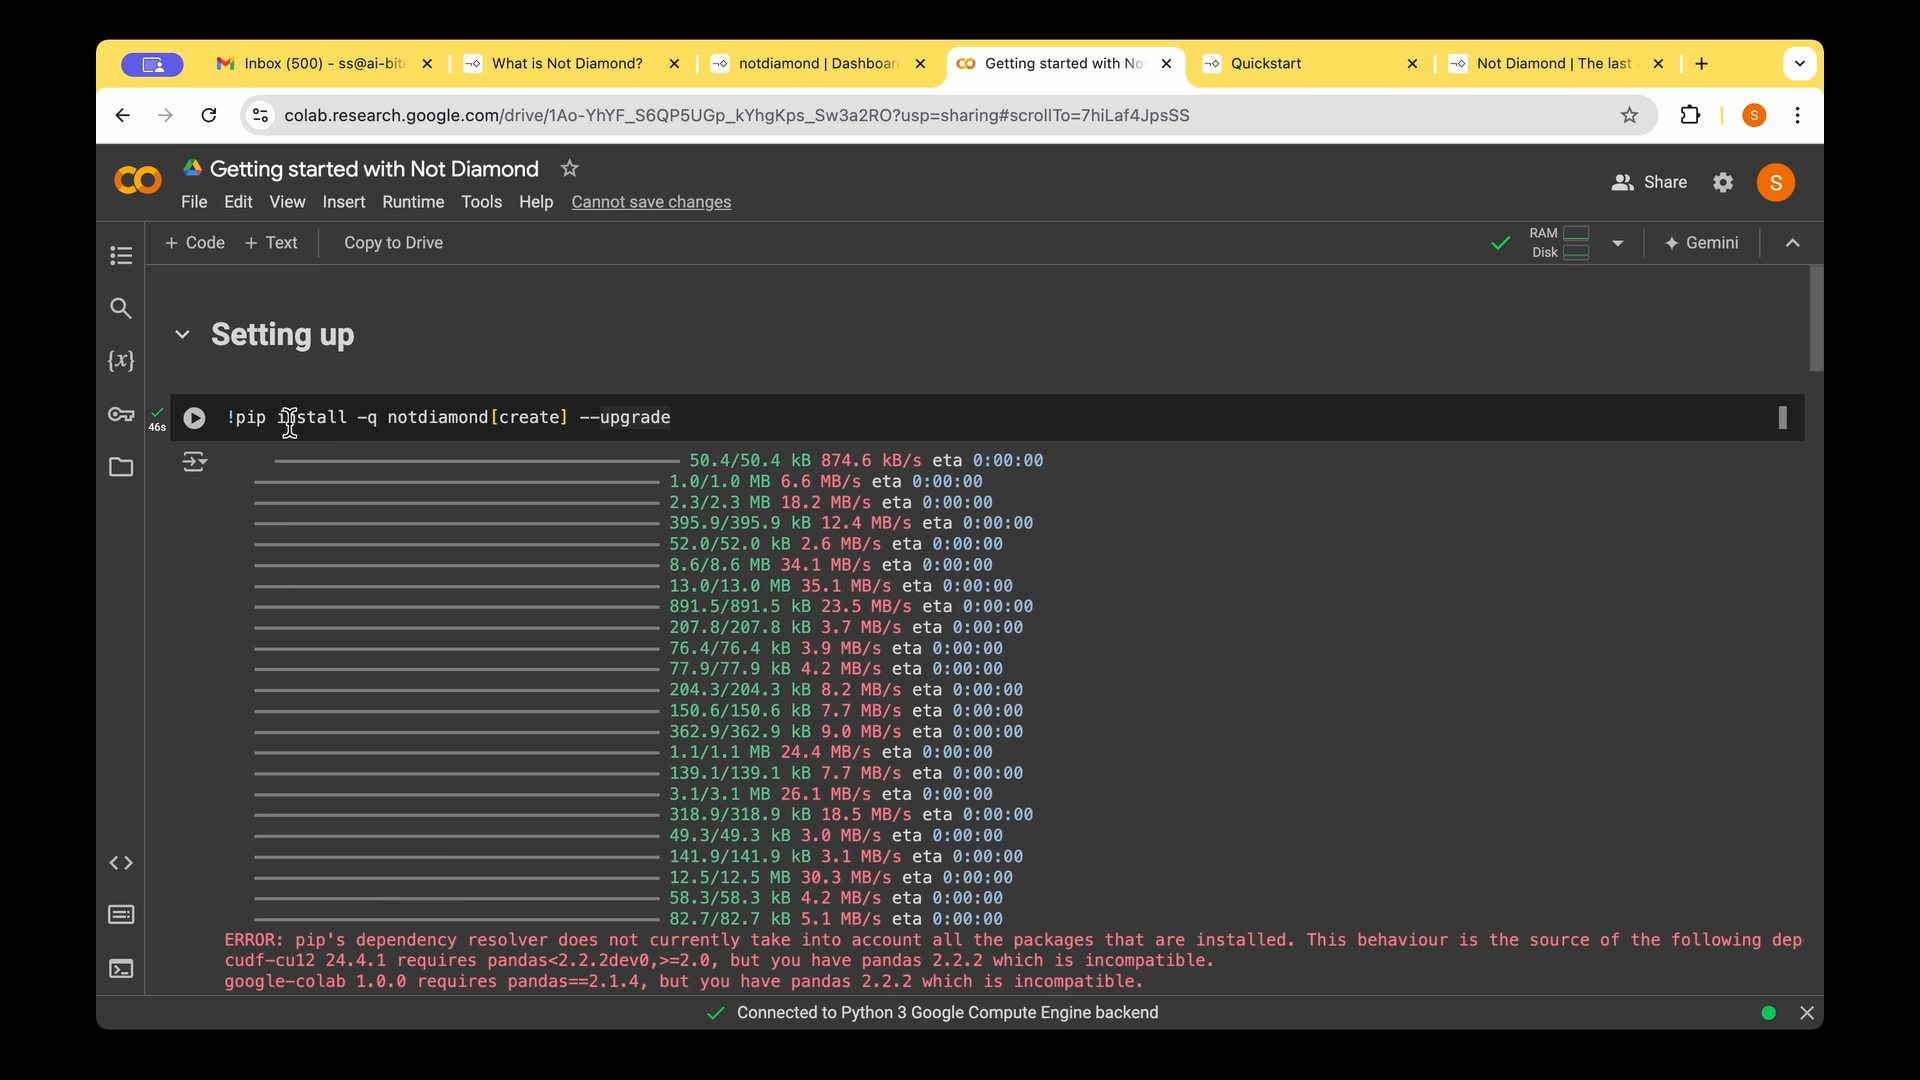 Inbox (500) - ss@ai-bite
What is Not Diamond?
notdiamond | Dashboar
Getting started with No
Quickstart
Not Diamond | The last
colab.research.google.com/drive/1Ao-YhYF_S6QP5UGp_kYhgKps_Sw3a2RO?usp=sharing#scrollTo=7hiLaf4JpsSS
S
Getting started with Not Diamond
File Edit View Insert Runtime Tools Help Cannot save changes
Share
S
+ Code + Text Copy to Drive
RAM
Disk
Gemini
{x}
Setting up
46s
!pip install -q notdiamond[create] --upgrade
50.4/50.4 kB 874.6 kB/s eta 0:00:00
1.0/1.0 MB 6.6 MB/s eta 0:00:00
2.3/2.3 MB 18.2 MB/s eta 0:00:00
395.9/395.9 kB 12.4 MB/s eta 0:00:00
52.0/52.0 kB 2.6 MB/s eta 0:00:00
8.6/8.6 MB 34.1 MB/s eta 0:00:00
13.0/13.0 MB 35.1 MB/s eta 0:00:00
891.5/891.5 kB 23.5 MB/s eta 0:00:00
207.8/207.8 kB 3.7 MB/s eta 0:00:00
76.4/76.4 kB 3.9 MB/s eta 0:00:00
77.9/77.9 kB 4.2 MB/s eta 0:00:00
204.3/204.3 kB 8.2 MB/s eta 0:00:00
150.6/150.6 kB 7.7 MB/s eta 0:00:00
362.9/362.9 kB 9.0 MB/s eta 0:00:00
1.1/1.1 MB 24.4 MB/s eta 0:00:00
139.1/139.1 kB 7.7 MB/s eta 0:00:00
3.1/3.1 MB 26.1 MB/s eta 0:00:00
318.9/318.9 kB 18.5 MB/s eta 0:00:00
49.3/49.3 kB 3.0 MB/s eta 0:00:00
141.9/141.9 kB 3.1 MB/s eta 0:00:00
12.5/12.5 MB 30.3 MB/s eta 0:00:00
58.3/58.3 kB 4.2 MB/s eta 0:00:00
82.7/82.7 kB 5.1 MB/s eta 0:00:00
ERROR: pip's dependency resolver does not currently take into account all the packages that are installed. This behaviour is the source of the following dep
cudf-cu12 24.4.1 requires pandas<2.2.2dev0,>=2.0, but you have pandas 2.2.2 which is incompatible.
google-colab 1.0.0 requires pandas==2.1.4, but you have pandas 2.2.2 which is incompatible.
Connected to Python 3 Google Compute Engine backend